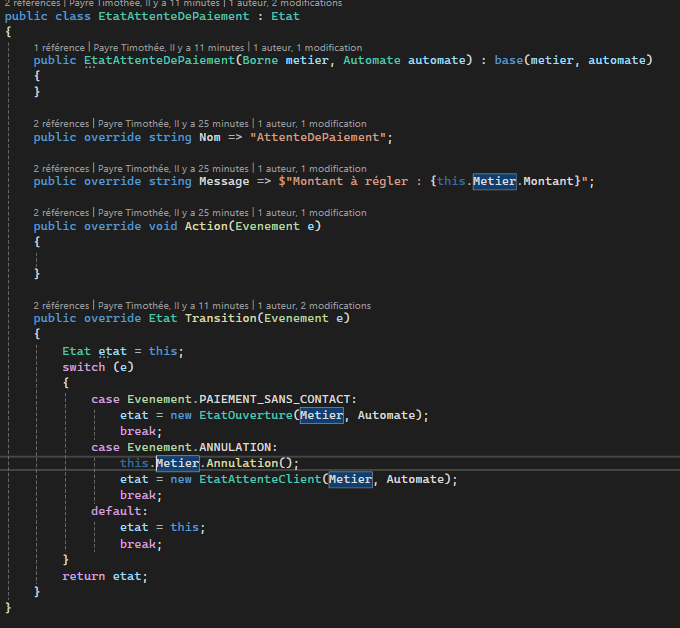 2 références | Payre Timothée, Il y a 11 minutes | 1 auteur, 2 modifications
public class EtatAttenteDePaiement : Etat
{
1 référence | Payre Timothée, Il y a 11 minutes | 1 auteur, 1 modification
public EtatAttenteDePaiement(Borne metier, Automate automate) : base(metier, automate)
{
}
2 références | Payre Timothée, Il y a 25 minutes | 1 auteur, 1 modification
public override string Nom => "AttenteDePaiement";
2 références | Payre Timothée, Il y a 25 minutes | 1 auteur, 1 modification
public override string Message => $"Montant à régler : {this.Metier.Montant}";
2 références | Payre Timothée, Il y a 25 minutes | 1 auteur, 1 modification
public override void Action(Evenement e)
{
}
2 références | Payre Timothée, Il y a 11 minutes | 1 auteur, 2 modifications
public override Etat Transition(Evenement e)
{
Etat etat = this;
switch (e)
{
case Evenement.PAIEMENT_SANS_CONTACT:
etat = new EtatOuverture(Metier, Automate);
break;
case Evenement.ANNULATION:
this.Metier.Annulation();
etat = new EtatAttenteClient(Metier, Automate);
break;
default:
etat = this;
break;
}
return etat;
}
}